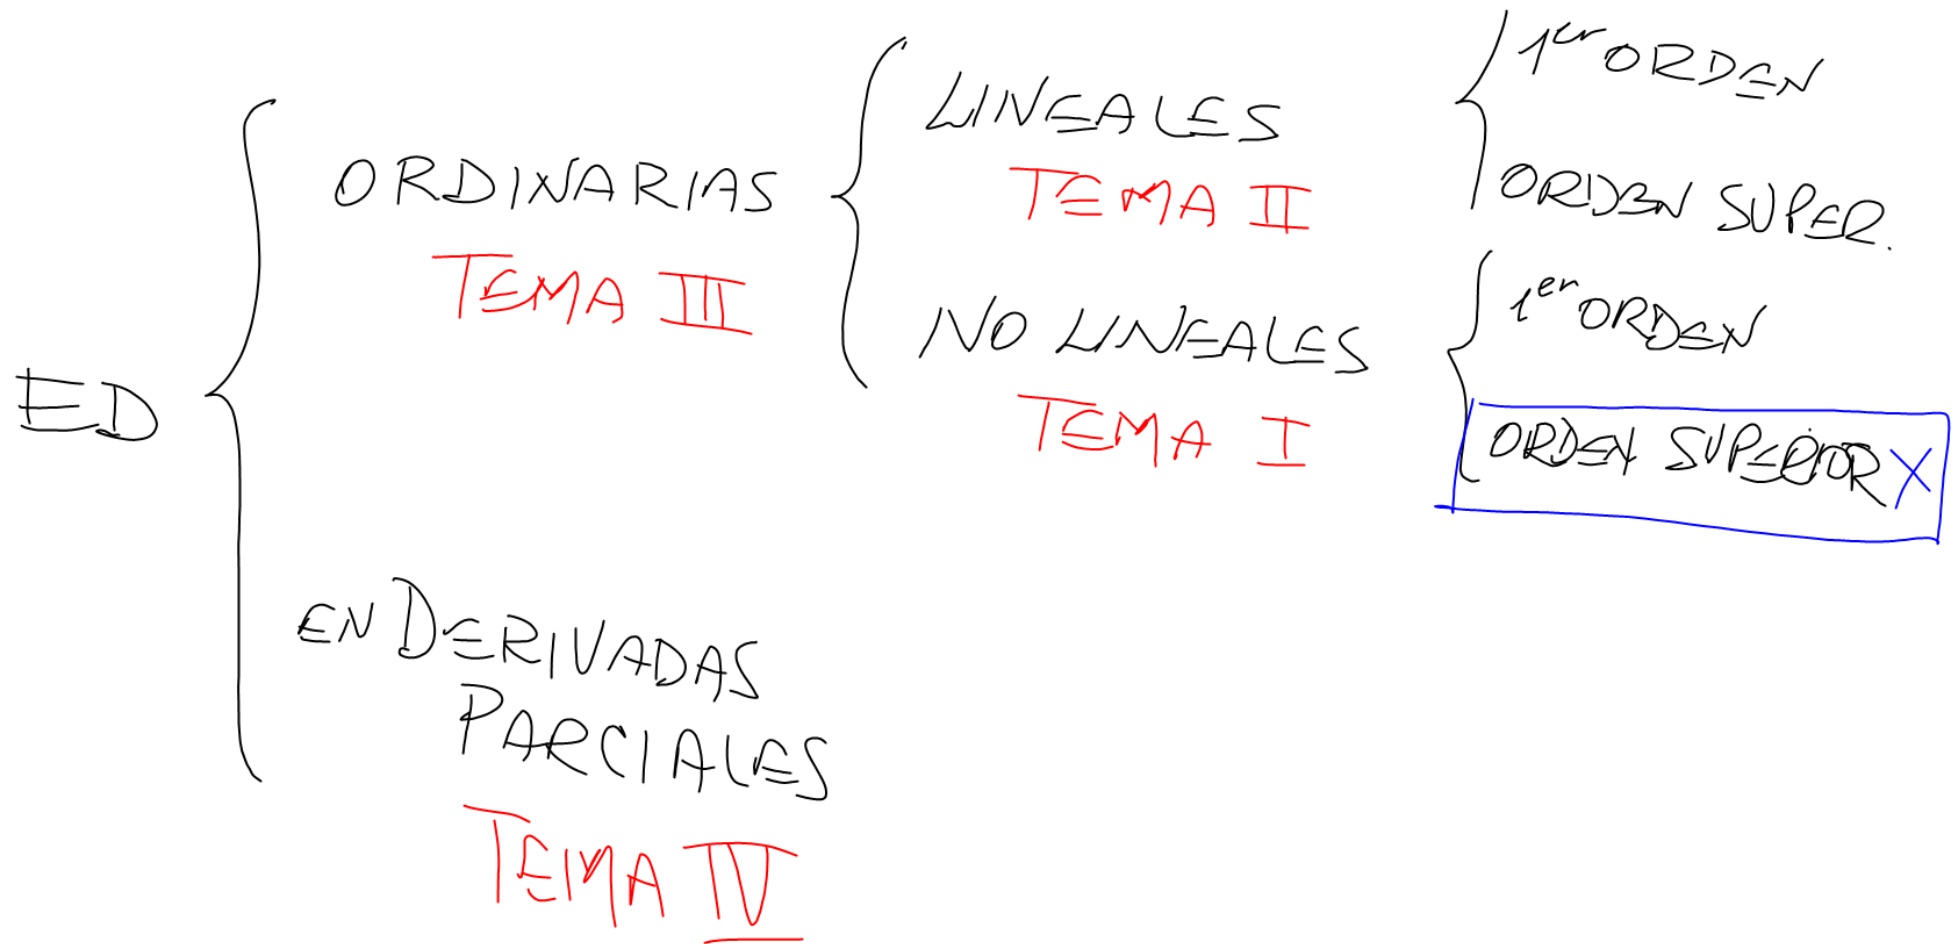 ED
ORDINARIAS
TEMA III
LINEALES
TEMA II
1er ORDEN
ORDEN SUPER.
NO LINEALES
TEMA I
1er ORDEN
ORDEN SUPERIOR X
EN DERIVADAS
PARCIALES
TEMA IV